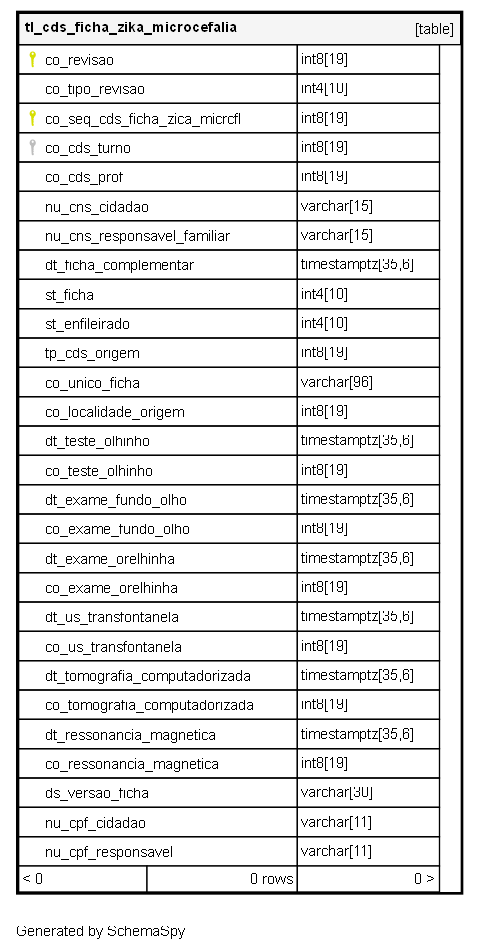 tl_cds_ficha_zika_microcefalia [table]
co_revisao int8[19]
co_tipo_revisao int4[10]
co_seq_cds_ficha_zica_micrcfl int8[19]
co_cds_turno int8[19]
co_cds_prof int8[19]
nu_cns_cidadao varchar[15]
nu_cns_responsavel_familiar varchar[15]
dt_ficha_complementar timestamptz[35,6]
st_ficha int4[10]
st_enfileirado int4[10]
tp_cds_origem int8[19]
co_unico_ficha varchar[96]
co_localidade_origem int8[19]
dt_teste_olhinho timestamptz[35,6]
co_teste_olhinho int8[19]
dt_exame_fundo_olho timestamptz[35,6]
co_exame_fundo_olho int8[19]
dt_exame_orelhinha timestamptz[35,6]
co_exame_orelhinha int8[19]
dt_us_transfontanela timestamptz[35,6]
co_us_transfontanela int8[19]
dt_tomografia_computadorizada timestamptz[35,6]
co_tomografia_computadorizada int8[19]
dt_ressonancia_magnetica timestamptz[35,6]
co_ressonancia_magnetica int8[19]
ds_versao_ficha varchar[30]
nu_cpf_cidadao varchar[11]
nu_cpf_responsavel varchar[11]
< 0 0 rows 0 >
Generated by SchemaSpy